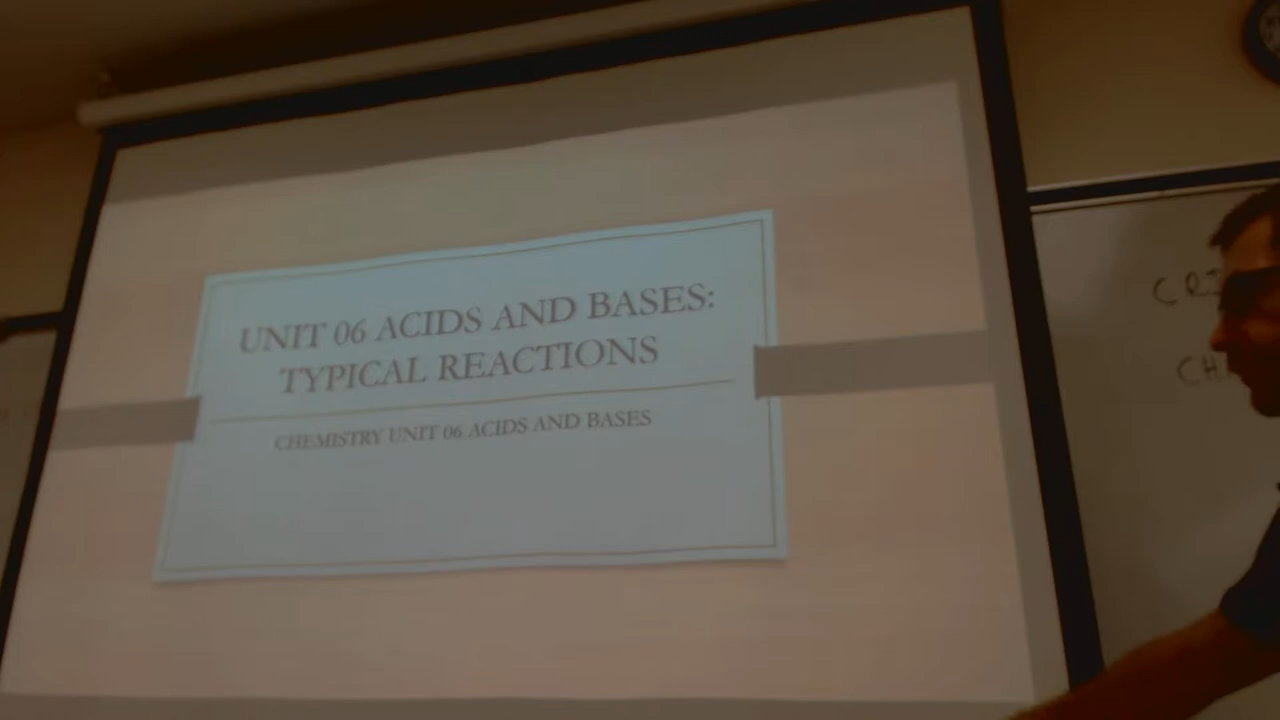 UNIT 06 ACIDS AND BASES:
TYPICAL REACTIONS
CHEMISTRY UNIT 06 ACIDS AND BASES